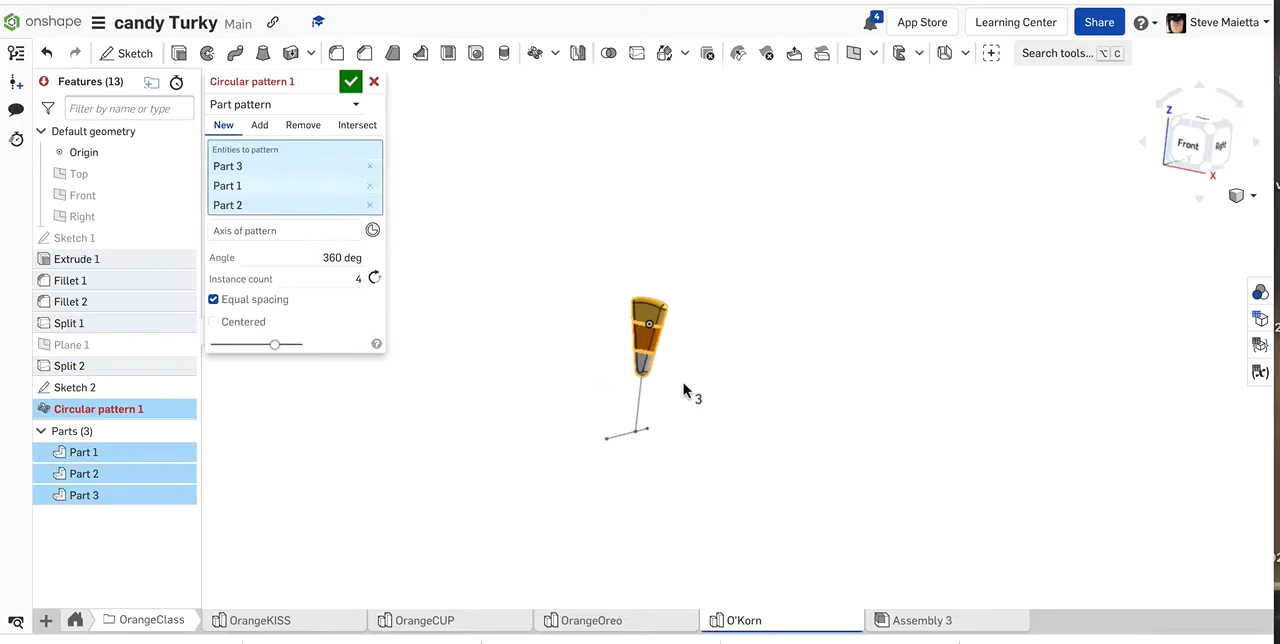 onshape candy Turky Main 4 App Store Learning Center Share Steve Maietta
Sketch Search tools... ⌥ C
Features (13)
Filter by name or type
Default geometry
Origin
Top
Front
Right
Sketch 1
Extrude 1
Fillet 1
Fillet 2
Split 1
Plane 1
Split 2
Sketch 2
Circular pattern 1
Parts (3)
Part 1
Part 2
Part 3
Circular pattern 1
Part pattern
New Add Remove Intersect
Entities to pattern
Part 3
Part 1
Part 2
Axis of pattern
Angle 360 deg
Instance count 4
Equal spacing
Centered
3
Z
Front Right
Y
X
OrangeClass OrangeKISS OrangeCUP OrangeOreo O'Korn Assembly 3